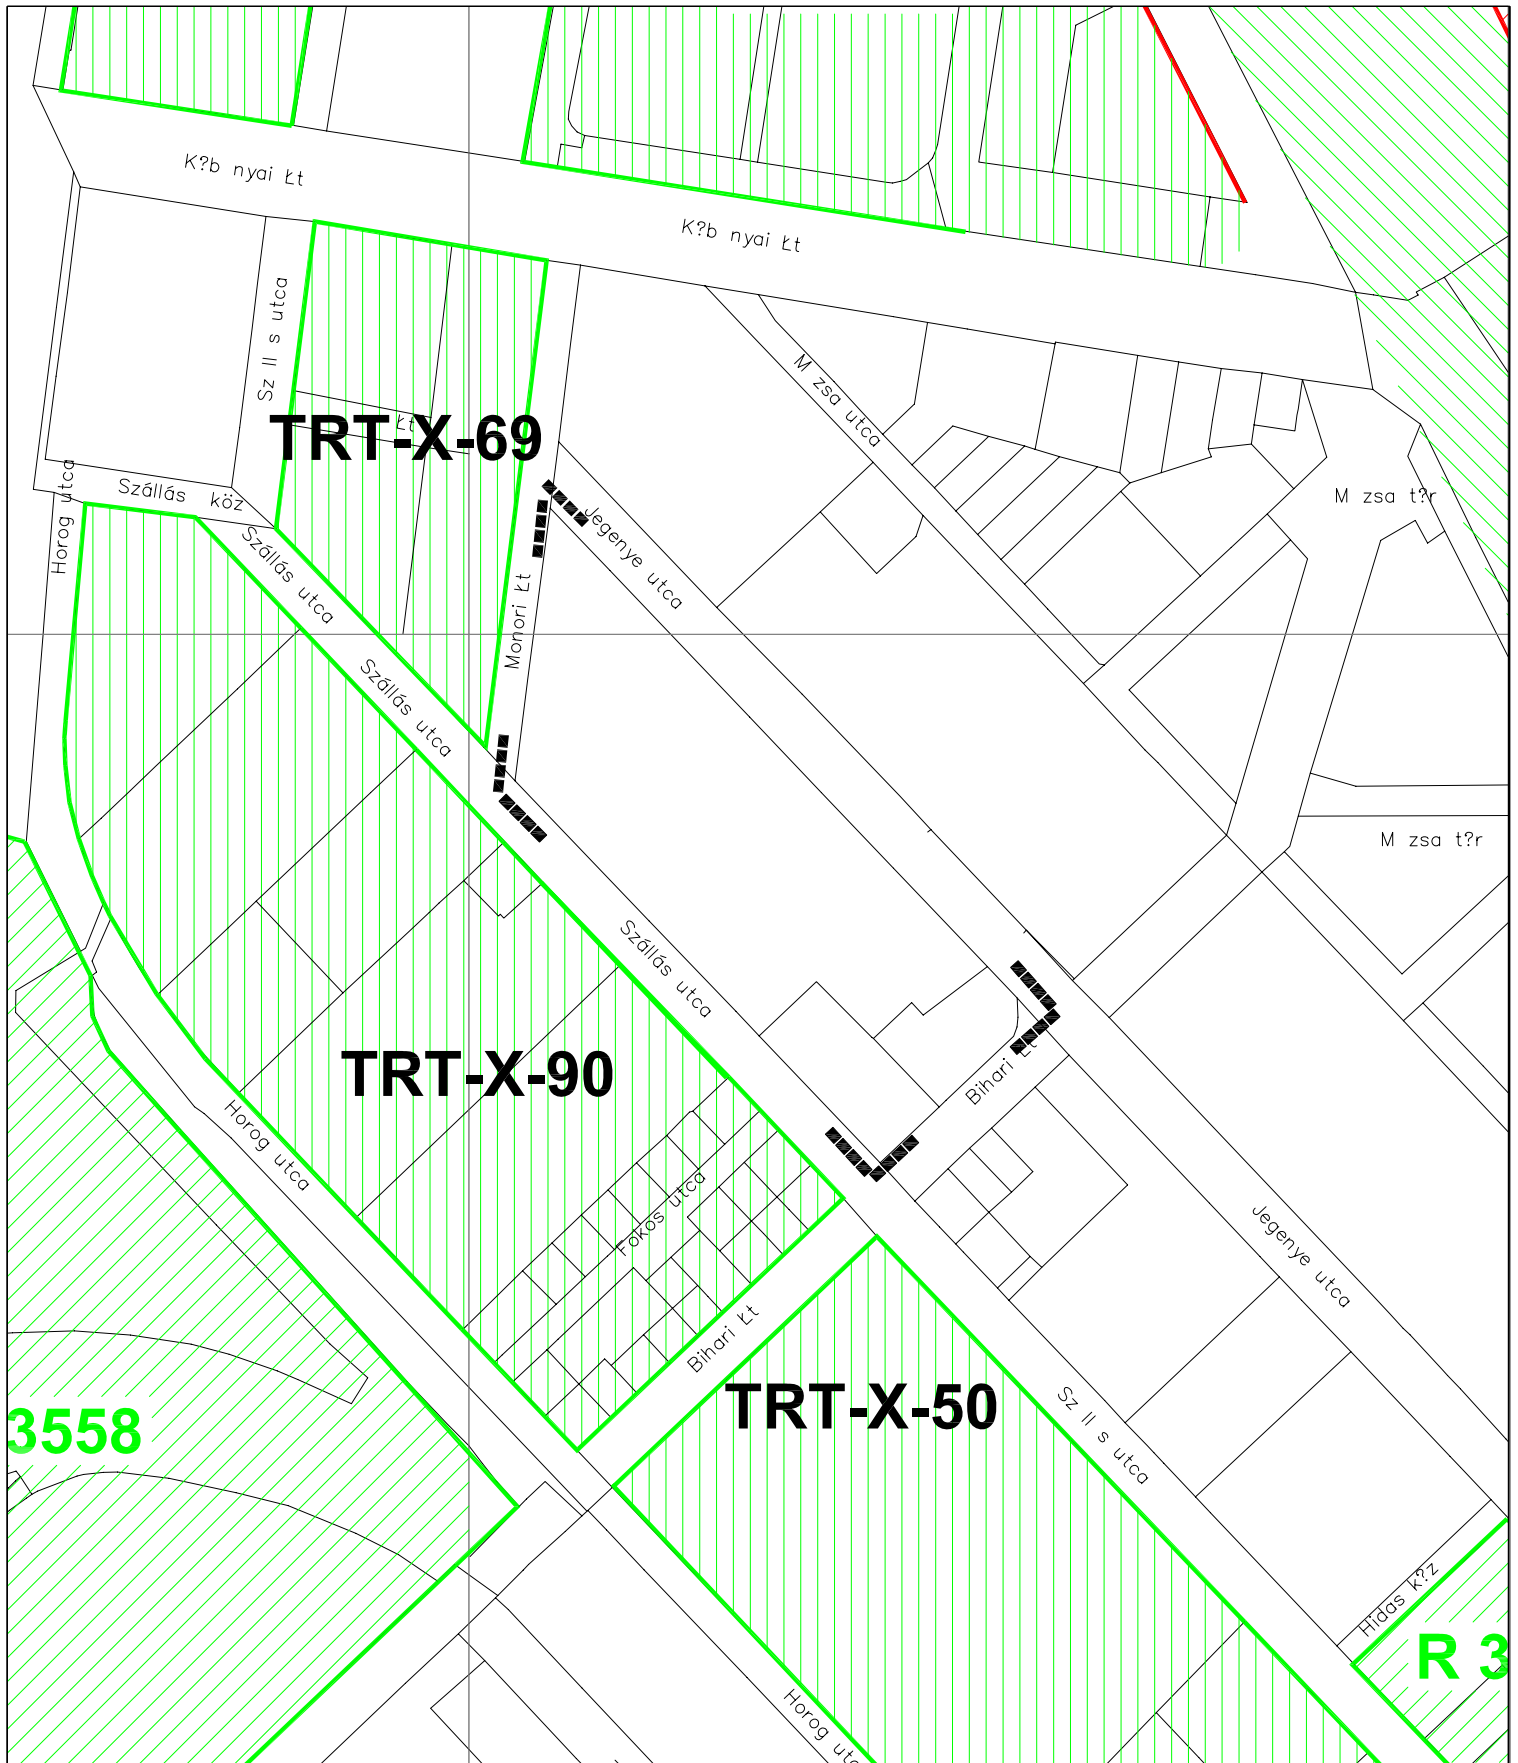 K?b nyai Łt
K?b nyai Łt
Sz ll s utca
M zsa utca
Łt
TRT-X-69
Horog utca
Szállás köz
M zsa t?r
Jegenye utca
Szállás utca
Monori Łt
Szállás utca
M zsa t?r
Szállás utca
TRT-X-90
Bihari Łt
Horog utca
Fokos utca
Jegenye utca
Bihari Łt
TRT-X-50
Sz ll s utca
3558
Hidas k?z
R 3
Horog utc